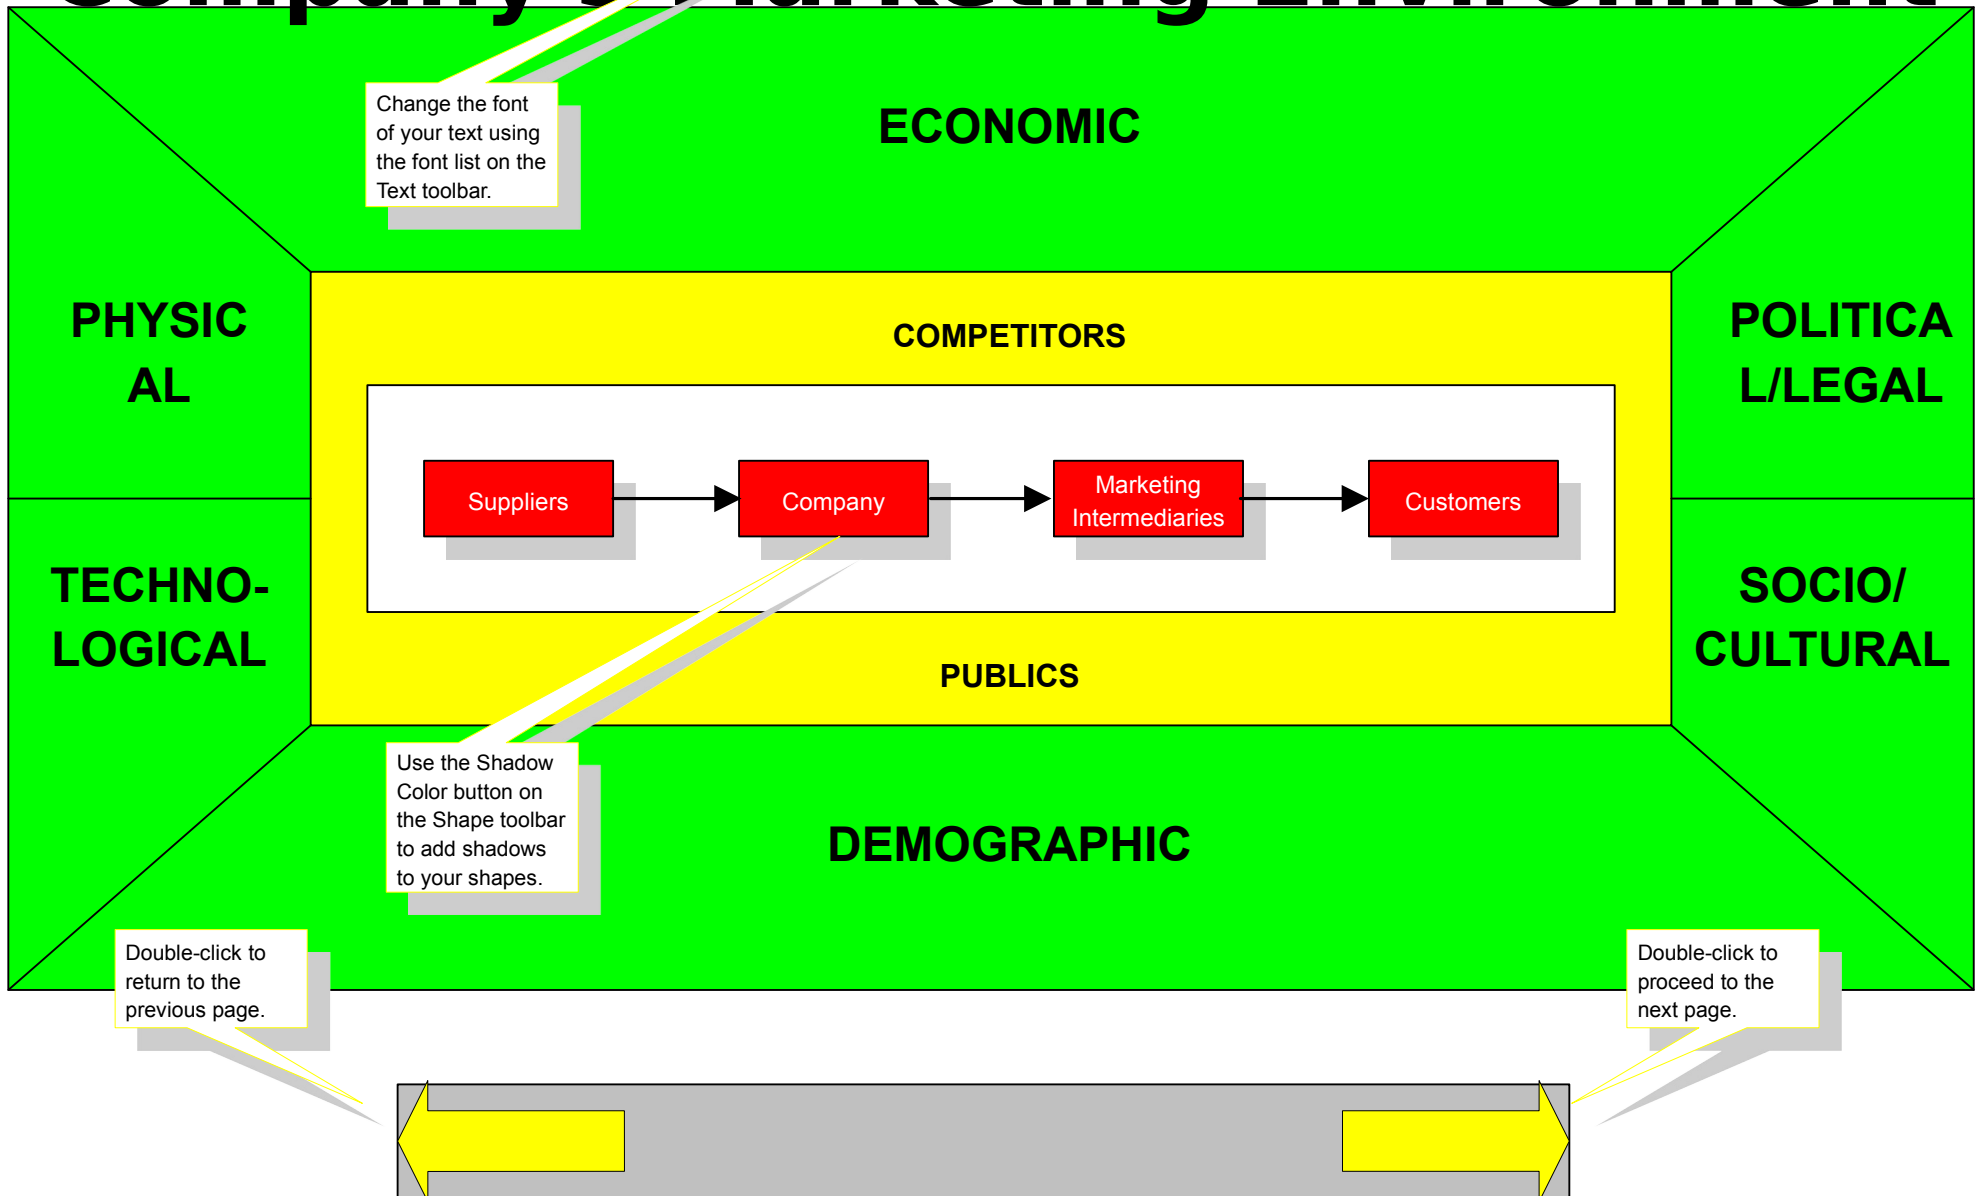 Company's Marketing Environment
Change the font
of your text using
the font list on the
Text toolbar.
ECONOMIC
PHYSIC
AL
POLITICA
L/LEGAL
COMPETITORS
Suppliers
Company
Marketing
Intermediaries
Customers
TECHNO-
LOGICAL
SOCIO/
CULTURAL
PUBLICS
Use the Shadow
Color button on
the Shape toolbar
to add shadows
to your shapes.
DEMOGRAPHIC
Double-click to
return to the
previous page.
Double-click to
proceed to the
next page.